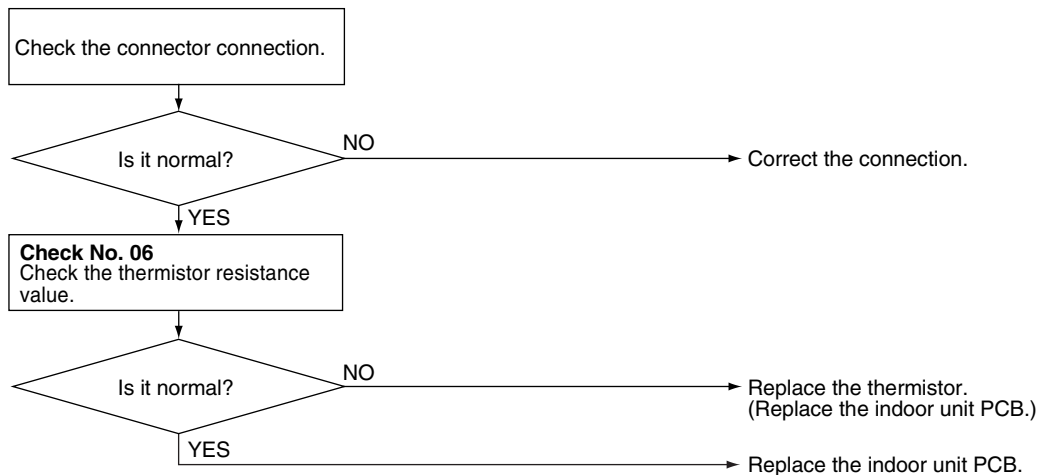 Check the connector connection.
Is it normal?
NO
Correct the connection.
YES
Check No. 06
Check the thermistor resistance
value.
Is it normal?
NO
Replace the thermistor.
(Replace the indoor unit PCB.)
YES
Replace the indoor unit PCB.